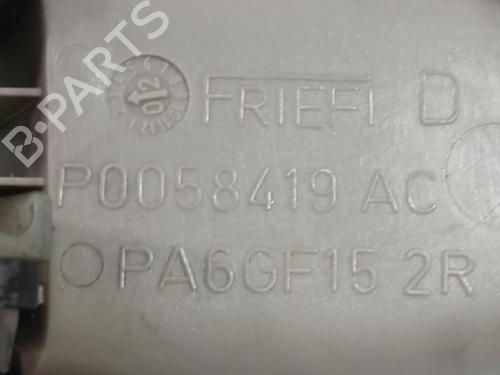 B-PARTS
FRIEFI D
P0058419 AC
PA6GF15 2R